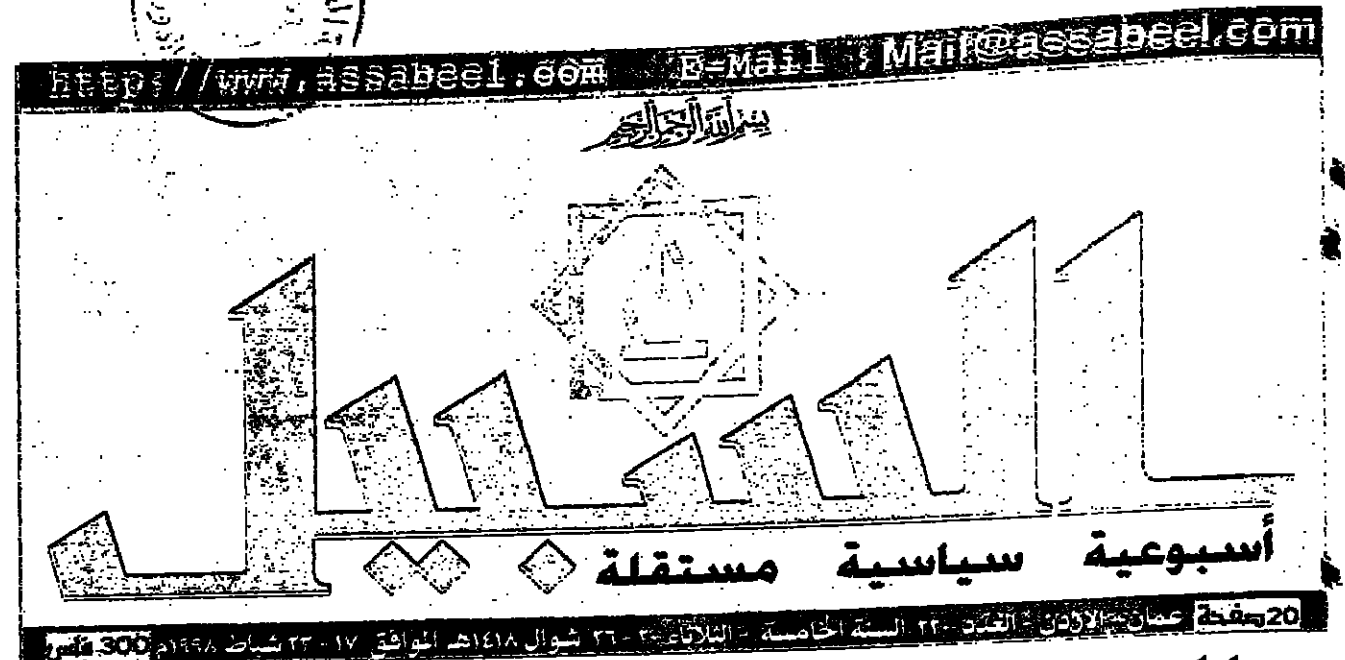 http://www.assabeel.com E-Mail : Mail@assabeel.com
بسم الله الرحمن الرحيم
السبيل
أسبوعية سياسية مستقلة
20 صفحة عمان - الأردن - العدد ٢٢٠ السنة الخامسة - الثلاثاء ٢٠ - ٢٦ شوال ١٤١٨هـ الموافق ١٧ - ٢٣ شباط ١٩٩٨م 300 فلس